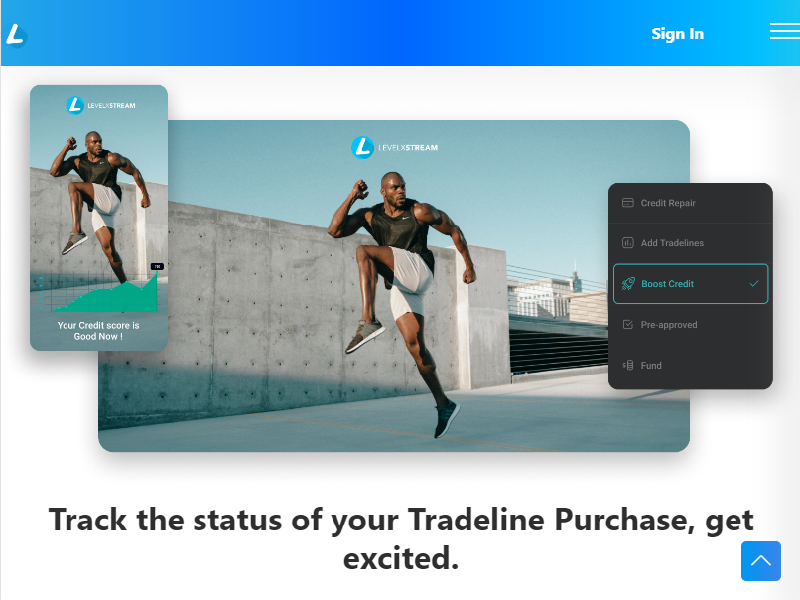 Sign In
LEVELXSTREAM
Your Credit score is
Good Now !
LEVELXSTREAM
Credit Repair
Add Tradelines
Boost Credit
Pre-approved
Fund
Track the status of your Tradeline Purchase, get
excited.